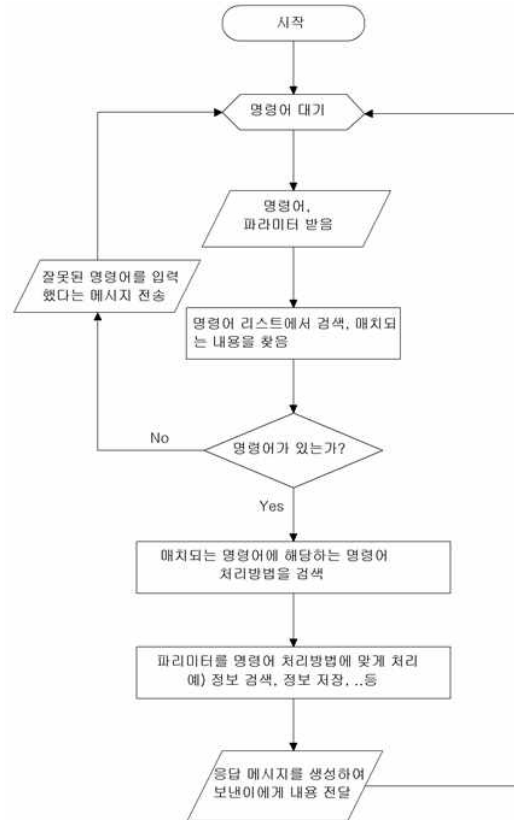 시작
명령어 대기
명령어,
파라미터 받음
잘못된 명령어를 입력
했다는 메시지 전송
명령어 리스트에서 검색, 매치되
는 내용을 찾음
명령어가 있는가?
No
Yes
매치되는 명령어에 해당하는 명령어
처리방법을 검색
파리미터를 명령어 처리방법에 맞게 처리
예) 정보 검색, 정보 저장, ..등
응답 메시지를 생성하여
보낸이에게 내용 전달